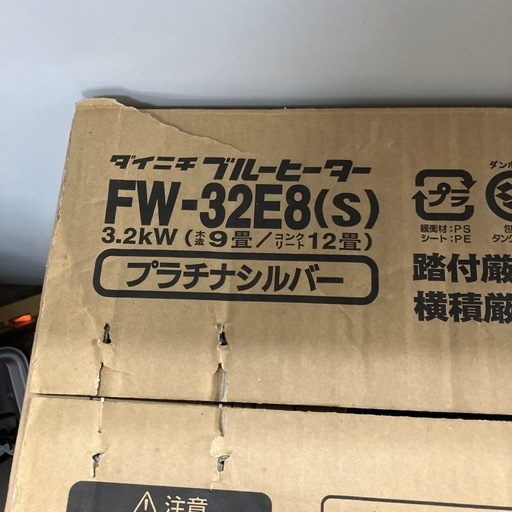 ダイニチ ブルーヒーター
FW-32E8(S)
3.2kW(木造9畳/コンクリート12畳)
プラチナシルバー
プラ
緩衝材:PS
シート:PE
踏付厳
横積厳
注意